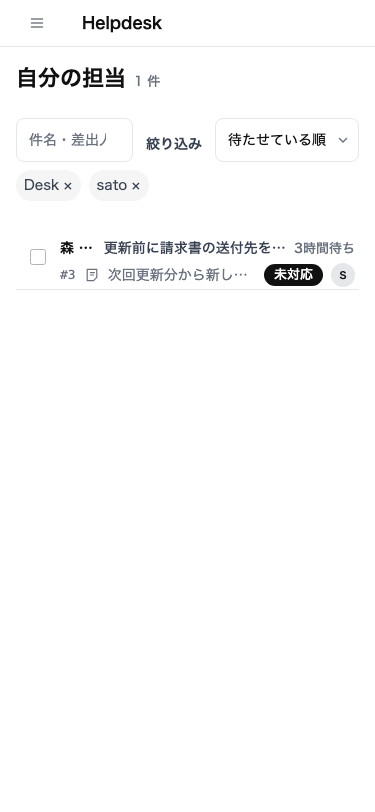 Helpdesk
自分の担当 1 件
件名・差出人 絞り込み 待たせている順
Desk × sato ×
森 … 更新前に請求書の送付先を… 3時間待ち
#3 次回更新分から新し… 未対応 S